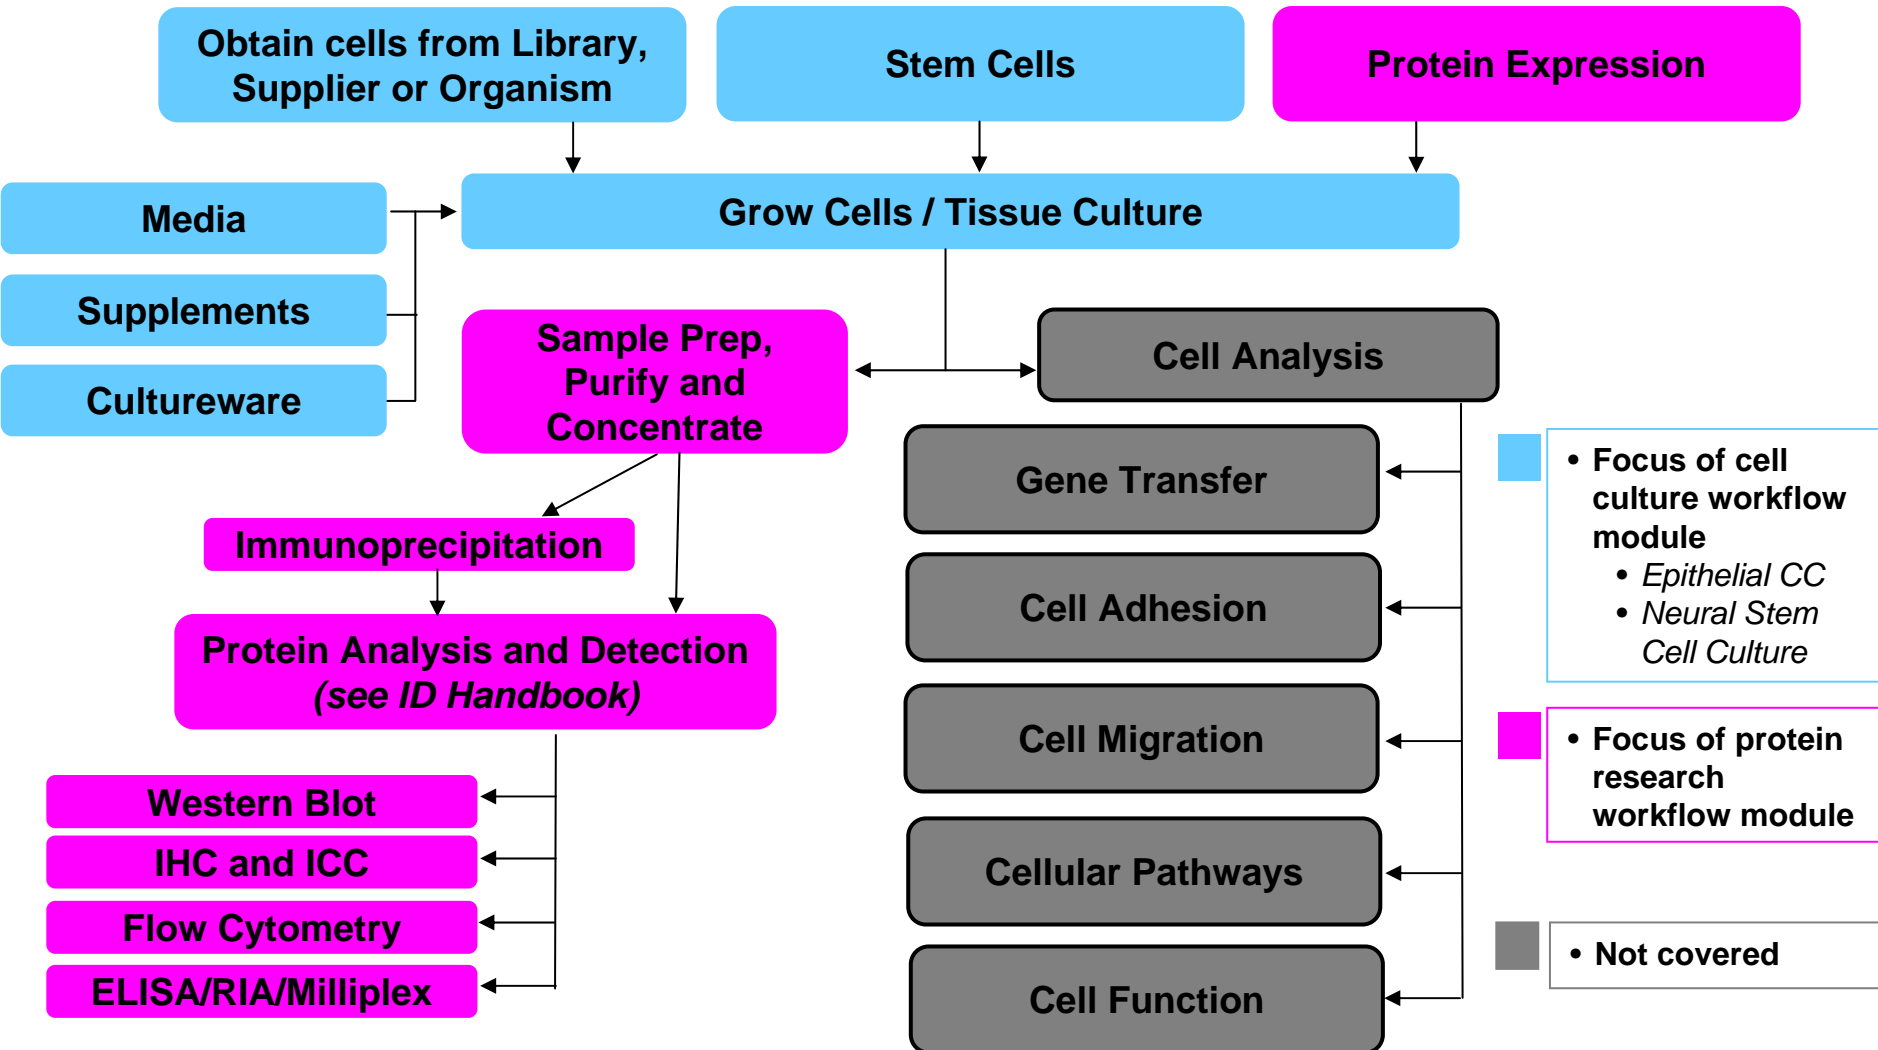 Obtain cells from Library,
Supplier or Organism
Stem Cells
Protein Expression
Media
Grow Cells / Tissue Culture
Supplements
Cultureware
Sample Prep,
Purify and
Concentrate
Cell Analysis
Immunoprecipitation
Protein Analysis and Detection
(see ID Handbook)
Western Blot
IHC and ICC
Flow Cytometry
ELISA/RIA/Milliplex
Gene Transfer
Cell Adhesion
Cell Migration
Cellular Pathways
Cell Function
• Focus of cell
culture workflow
module
• Epithelial CC
• Neural Stem
Cell Culture
• Focus of protein
research
workflow module
• Not covered